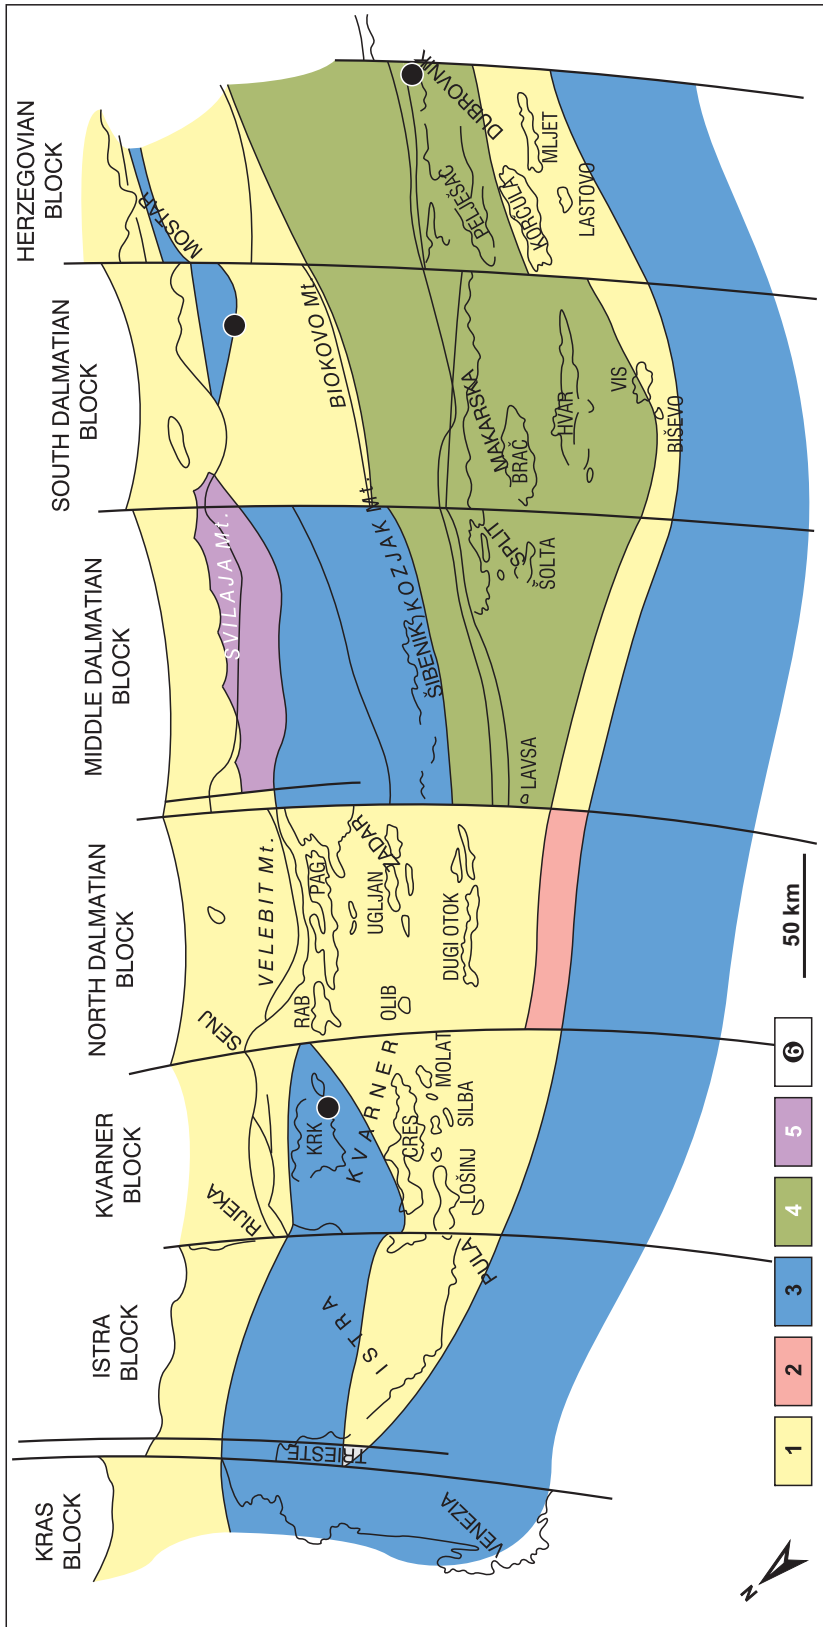 KRAS
BLOCK
ISTRA
BLOCK
KVARNER
BLOCK
NORTH DALMATIAN
BLOCK
MIDDLE DALMATIAN
BLOCK
SOUTH DALMATIAN
BLOCK
HERZEGOVIAN
BLOCK
VENEZIA
TRIESTE
ISTRA
PULA
RIJEKA
KRK
KVARNER
CRES
LOŠINJ
SILBA
MOLAT
SENJ
VELEBIT Mt.
RAB
PAG
OLIB
UGLJAN
ZADAR
DUGI OTOK
SVILAJA Mt.
ŠIBENIK
KOZJAK Mt.
LAVSA
SPLIT
ŠOLTA
BIOKOVO Mt.
MAKARSKA
BRAČ
HVAR
VIS
BIŠEVO
MOSTAR
PELJEŠAČ
DUBROVNIK
KORČULA
MLJET
LASTOVO
N
1
2
3
4
5
6
50 km